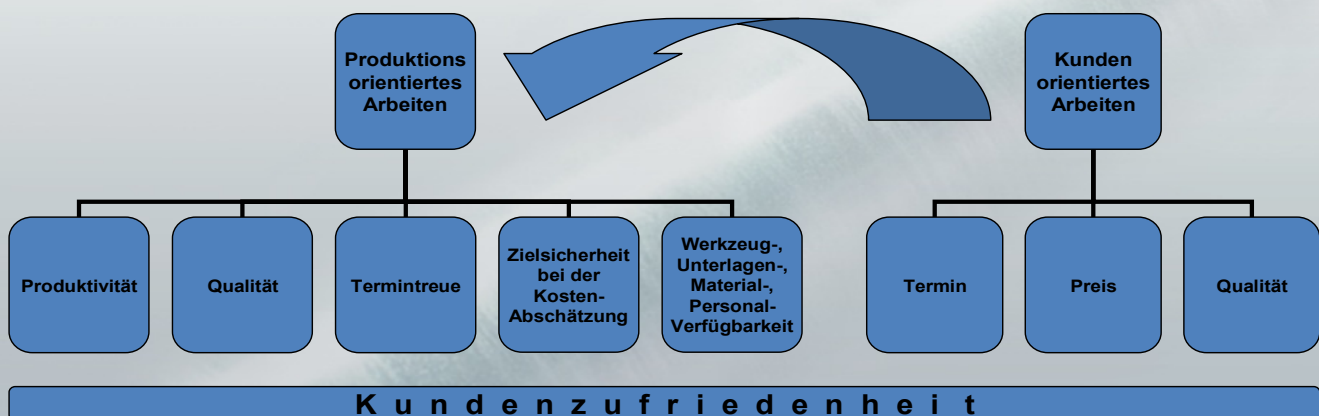 Produktions
orientiertes
Arbeiten
Kunden
orientiertes
Arbeiten
Produktivität
Qualität
Termintreue
Zielsicherheit
bei der
Kosten-
Abschätzung
Werkzeug-,
Unterlagen-,
Material-,
Personal-
Verfügbarkeit
Termin
Preis
Qualität
Kundenzufriedenheit